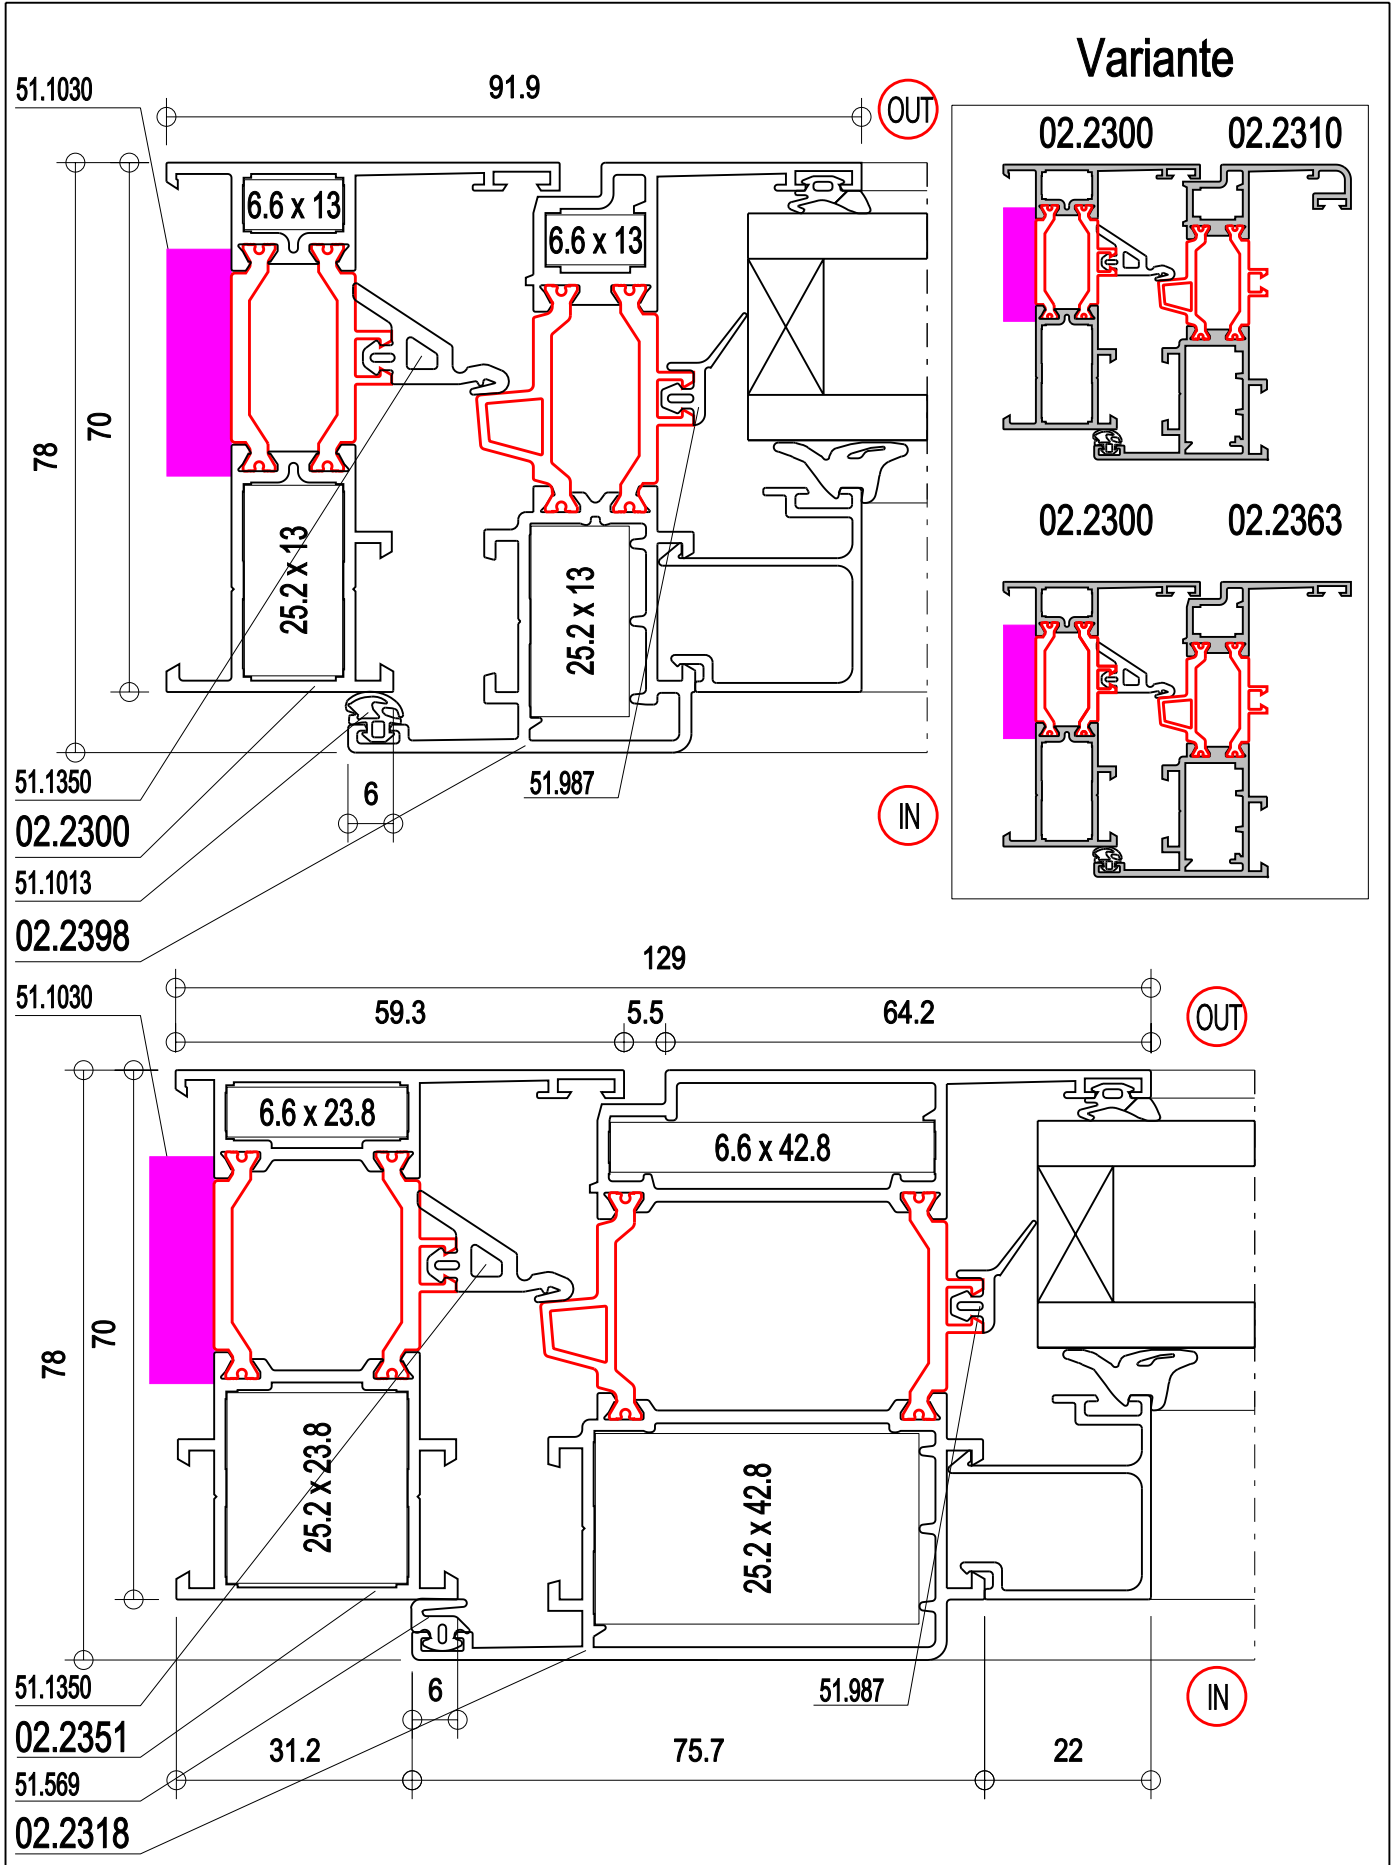 Variante
51.1030
91.9
OUT
02.2300
02.2310
6.6 x 13
6.6 x 13
78
70
25.2 x 13
25.2 x 13
02.2300
02.2363
51.1350
6
51.987
IN
02.2300
51.1013
02.2398
129
51.1030
59.3
5.5
64.2
OUT
6.6 x 23.8
6.6 x 42.8
78
70
25.2 x 23.8
25.2 x 42.8
51.1350
6
51.987
IN
02.2351
31.2
75.7
22
51.569
02.2318